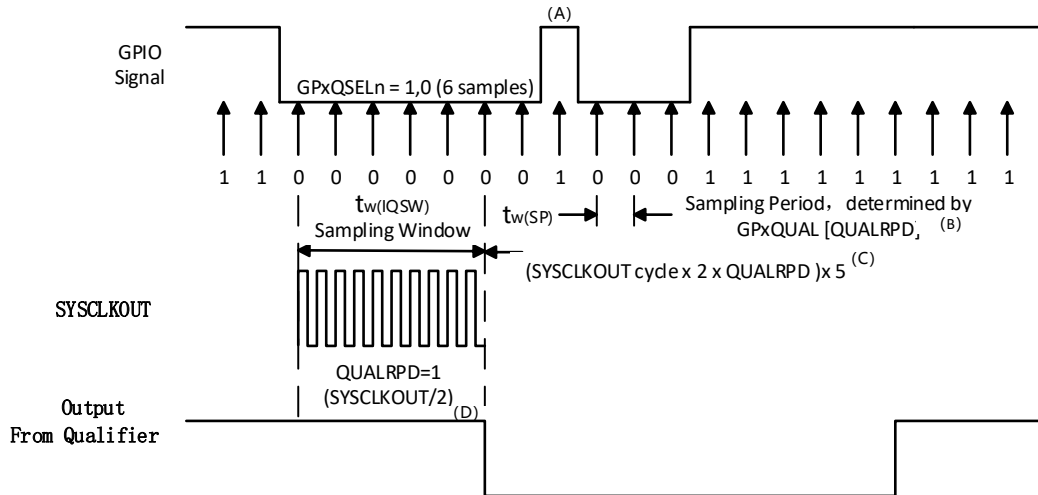 (A)
GPIO
Signal
GPxQSELn = 1,0 (6 samples)
1 1 0 0 0 0 0 0 0 1 0 0 0 1 1 1 1 1 1 1 1 1
tw(IQSW)
Sampling Window
tw(SP)
Sampling Period, determined by
GPxQUAL [QUALRPD] (B)
(SYSCLKOUT cycle x 2 x QUALRPD )x 5 (C)
SYSCLKOUT
QUALRPD=1
(SYSCLKOUT/2)
(D)
Output
From Qualifier